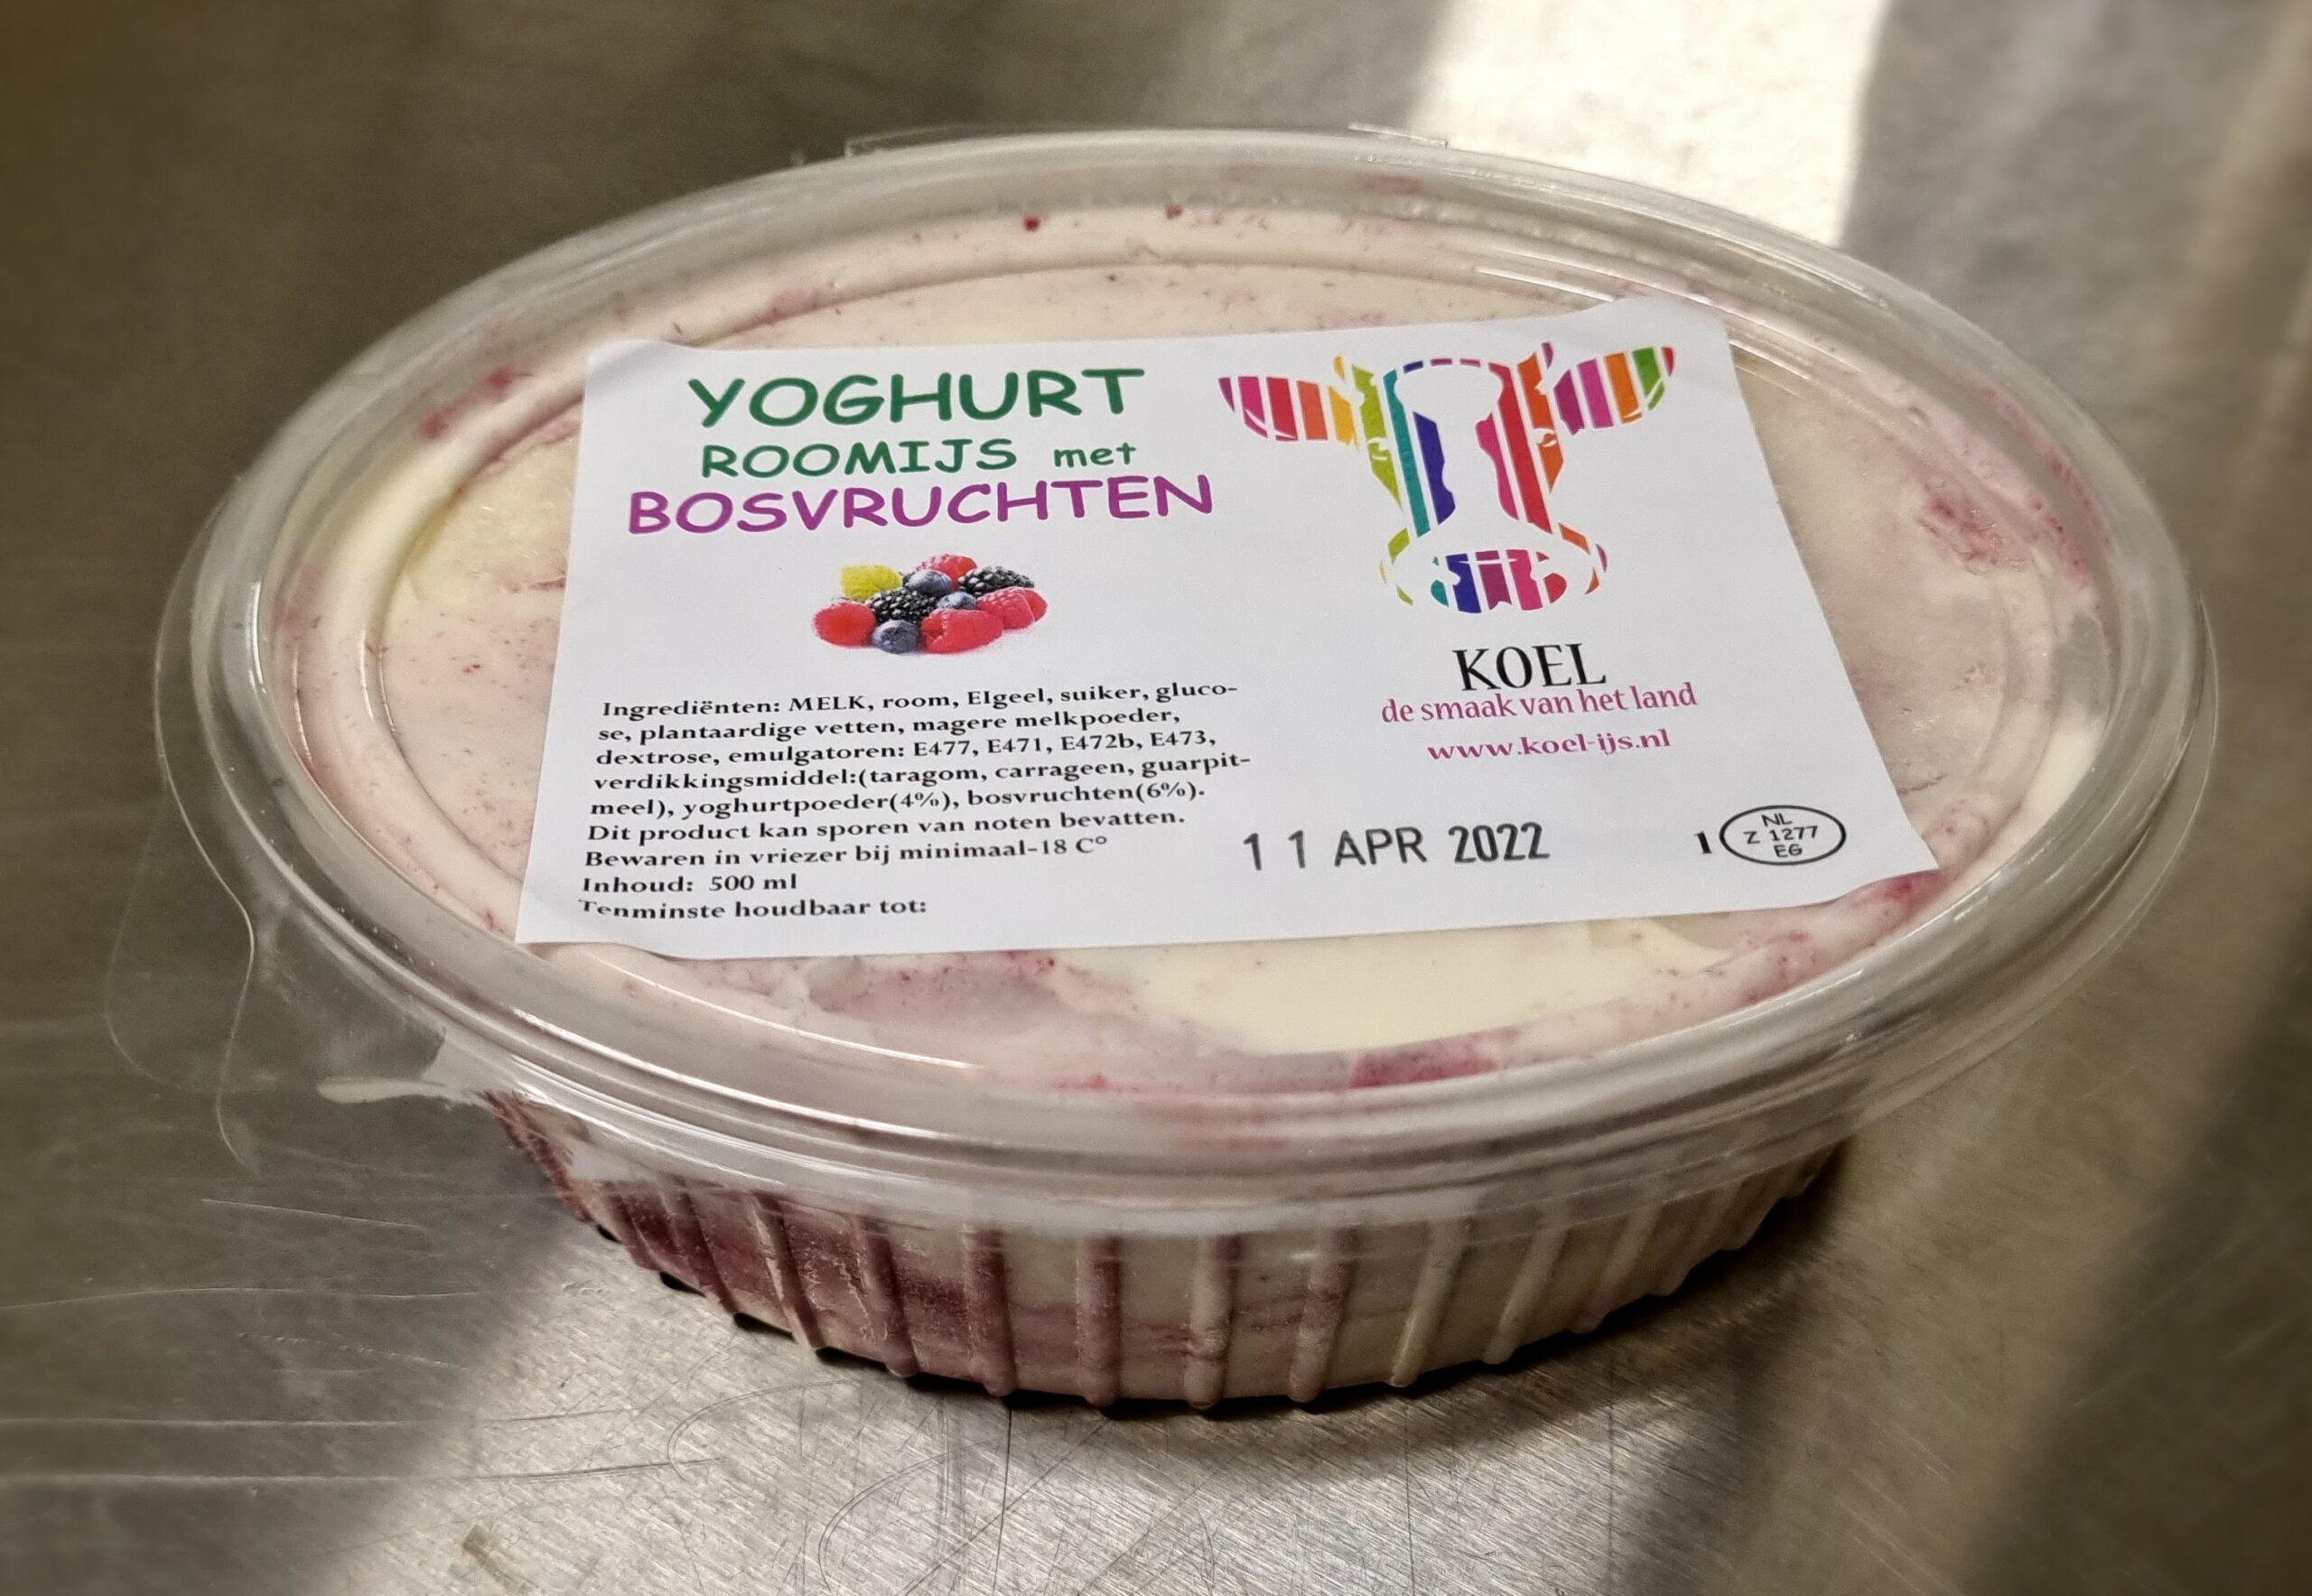 YOGHURT
ROOMIJS met
BOSVRUCHTEN
Ingrediënten: MELK, room, EIgeel, suiker, gluco-
se, plantaardige vetten, magere melkpoeder,
dextrose, emulgatoren: E477, E471, E472b, E473,
verdikkingsmiddel:(taragom, carrageen, guarpit-
meel), yoghurtpoeder(4%), bosvruchten(6%).
Dit product kan sporen van noten bevatten.
Bewaren in vriezer bij minimaal-18 C°
Inhoud: 500 ml
Tenminste houdbaar tot:
11 APR 2022
KOEL
de smaak van het land
www.koel-ijs.nl
1
NL
Z 1277
EG